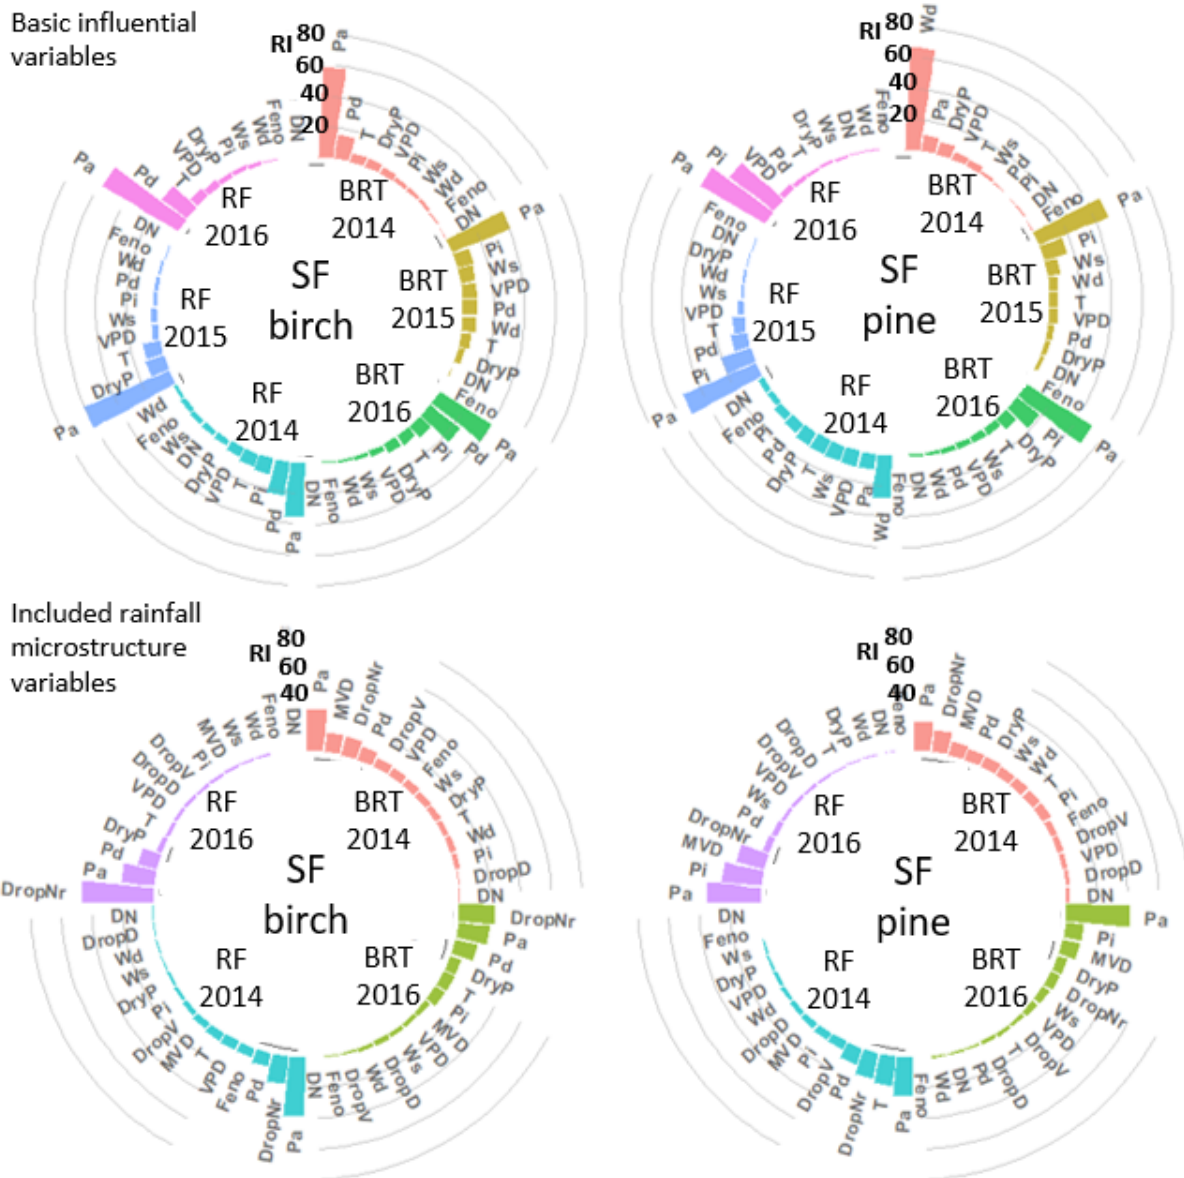 Basic influential
variables
RI 80
60
40
20
Pa
Pd
T
DryP
VPD
Pi
Ws
Wd
Feno
DN
BRT
2014
Pa
Pi
Ws
VPD
Pd
Wd
T
DryP
DN
Feno
BRT
2015
Pa
Pd
Pi
T
DryP
VPD
Ws
Wd
Feno
DN
BRT
2016
Pa
Pd
Pi
T
VPD
DryP
DN
Ws
Feno
Wd
RF
2014
Pa
DryP
T
VPD
Ws
Pi
Pd
Wd
Feno
DN
RF
2015
Pa
Pd
T
VPD
DryP
Pi
Ws
Wd
Feno
DN
RF
2016
SF
birch
RI 80
60
40
20
Wd
Pa
DryP
VPD
T
Ws
Pd
Pi
DN
Feno
BRT
2014
Pa
Pi
Ws
Wd
T
VPD
Pd
DryP
DN
Feno
BRT
2015
Pa
Pi
DryP
T
Ws
VPD
Pd
Wd
DN
Feno
BRT
2016
Wd
Pa
VPD
Ws
T
DryP
Pd
Pi
Feno
DN
RF
2014
Pa
Pi
Pd
T
VPD
Ws
Wd
DryP
DN
Feno
RF
2015
Pa
Pi
VPD
Pd
T
DryP
Ws
DN
Wd
Feno
RF
2016
SF
pine
Included rainfall
microstructure
variables
RI 80
60
40
Pa
MVD
DropNr
Pd
DropV
VPD
Feno
Ws
DryP
T
Wd
Pi
DropD
DN
BRT
2014
DropNr
Pa
Pd
DryP
T
Pi
MVD
VPD
Ws
DropD
Wd
DropV
Feno
DN
BRT
2016
Pa
DropNr
Pd
Feno
VPD
T
MVD
DropV
Pi
DryP
Ws
Wd
DropD
DN
RF
2014
DropNr
Pa
Pd
DryP
T
VPD
DropD
DropV
Pi
MVD
Ws
Wd
Feno
DN
RF
2016
SF
birch
RI 80
60
40
Pa
DropNr
MVD
Pd
DryP
Ws
Wd
T
Pi
Feno
DropV
VPD
DropD
DN
BRT
2014
Pa
Pi
MVD
DryP
DropNr
Ws
VPD
DropV
T
DropD
Pd
DN
Wd
Feno
BRT
2016
Pa
T
DropNr
Pd
DropV
Pi
MVD
DropD
Wd
VPD
DryP
Ws
Feno
DN
RF
2014
Pa
Pi
MVD
DropNr
Pd
Ws
VPD
DropV
DropD
T
DryP
Wd
DN
eno
RF
2016
SF
pine